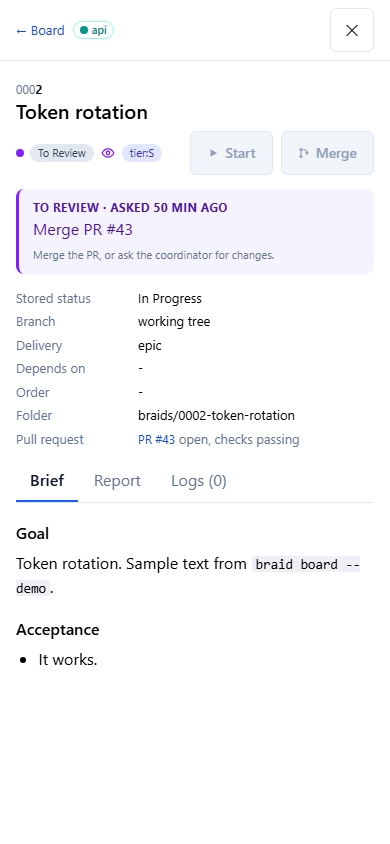 ← Board api
0002
Token rotation
To Review tier:S Start Merge
TO REVIEW · ASKED 50 MIN AGO
Merge PR #43
Merge the PR, or ask the coordinator for changes.
Stored status In Progress
Branch working tree
Delivery epic
Depends on -
Order -
Folder braids/0002-token-rotation
Pull request PR #43 open, checks passing
Brief Report Logs (0)
Goal
Token rotation. Sample text from braid board --
demo.
Acceptance
• It works.